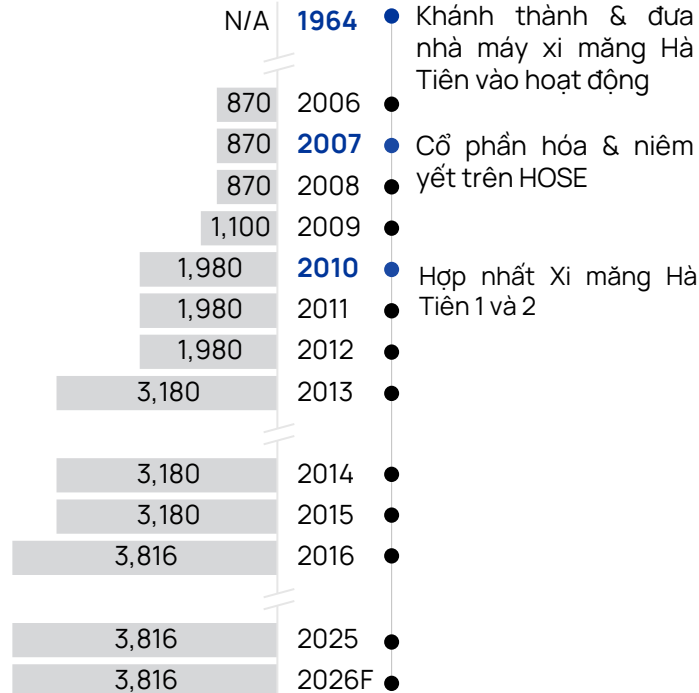 N/A 1964 Khánh thành & đưa
nhà máy xi măng Hà
Tiên vào hoạt động
870 2006
870 2007 Cổ phần hóa & niêm
yết trên HOSE
870 2008
1,100 2009
1,980 2010 Hợp nhất Xi măng Hà
Tiên 1 và 2
1,980 2011
1,980 2012
3,180 2013
3,180 2014
3,180 2015
3,816 2016
3,816 2025
3,816 2026F